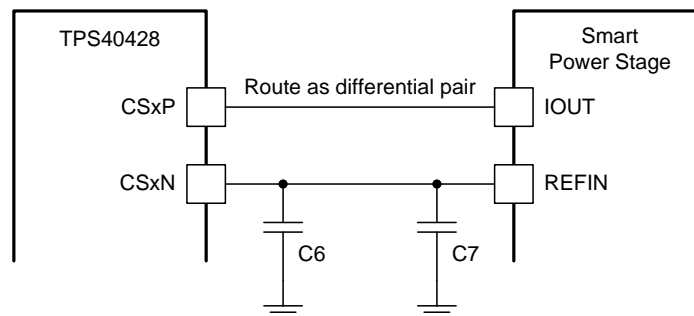 TPS40428
Smart
Power Stage
Route as differential pair
CSxP
IOUT
CSxN
REFIN
C6
C7